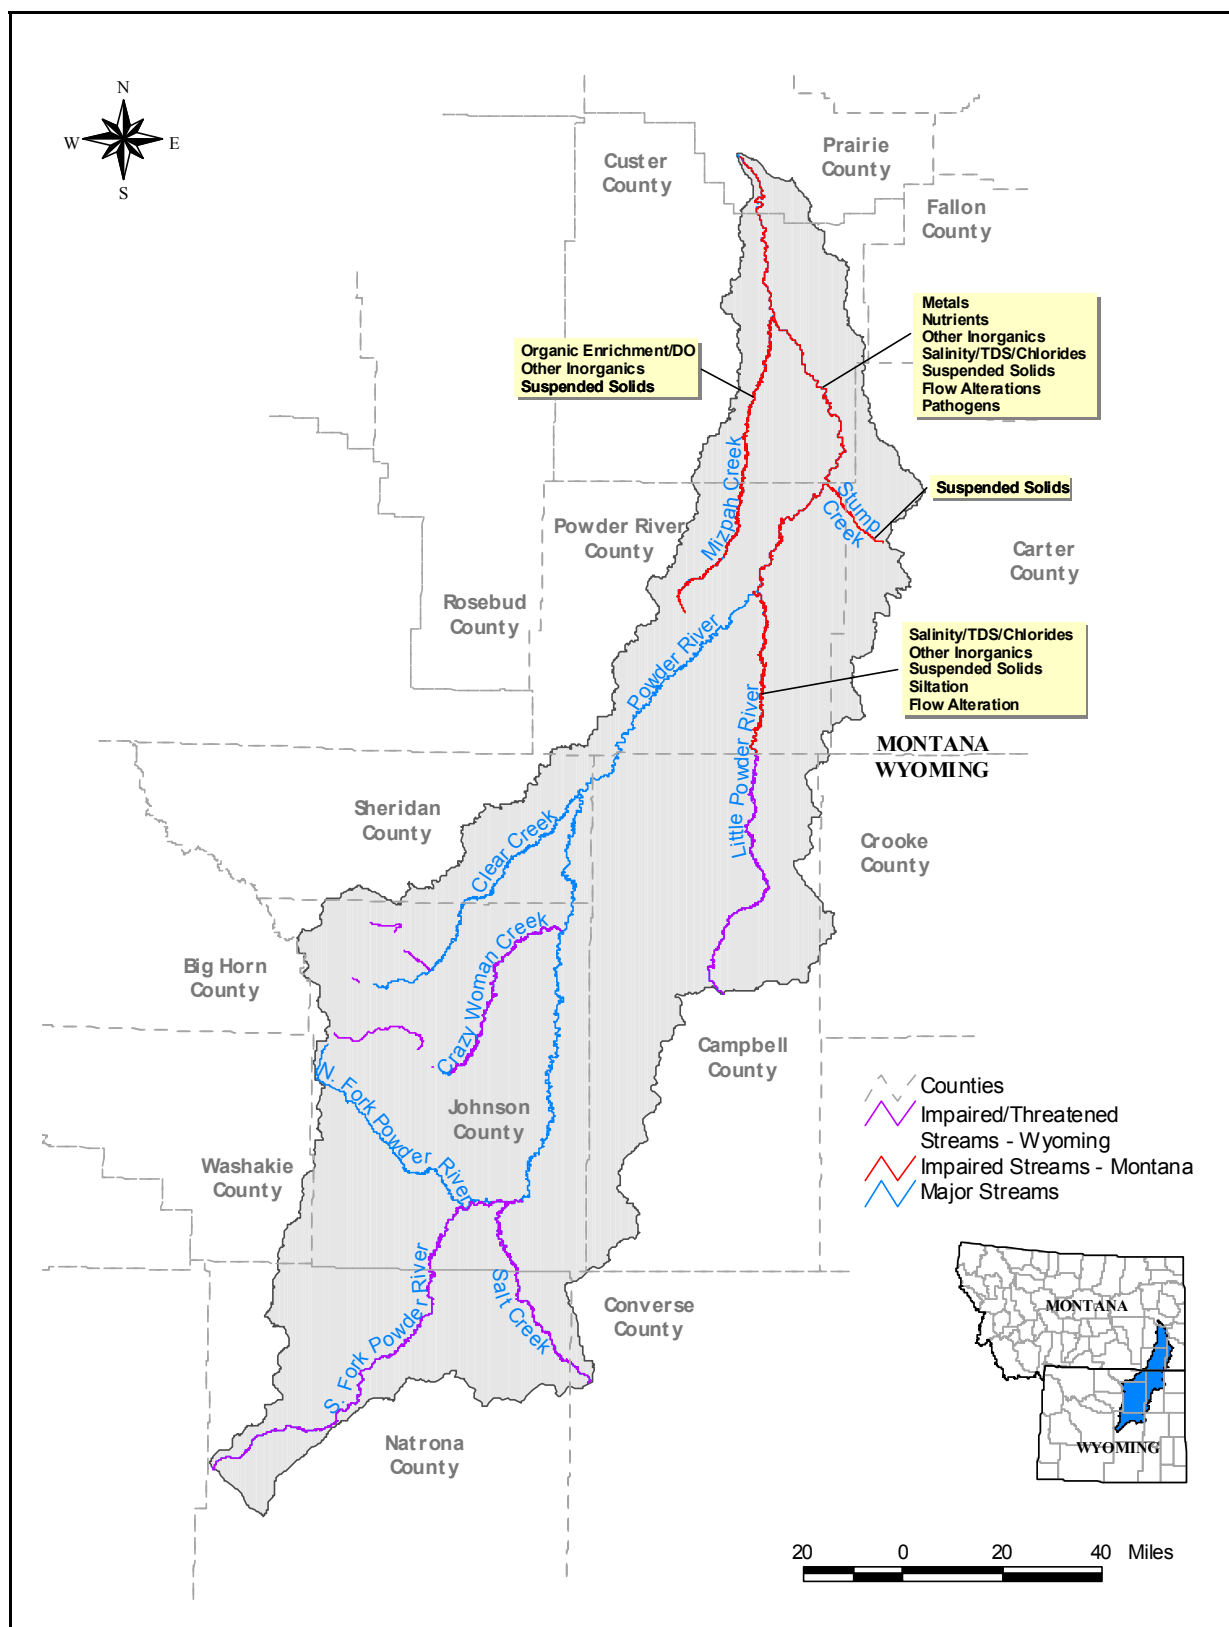 N
W
E
S
Custer
County
Prairie
County
Fallon
County
Metals
Nutrients
Other Inorganics
Salinity/TDS/Chlorides
Suspended Solids
Flow Alterations
Pathogens
Organic Enrichment/DO
Other Inorganics
Suspended Solids
Mizpah Creek
Suspended Solids
Stump
Creek
Powder River
County
Carter
County
Rosebud
County
Powder River
Salinity/TDS/Chlorides
Other Inorganics
Suspended Solids
Siltation
Flow Alteration
Little Powder River
MONTANA
WYOMING
Sheridan
County
Clear Creek
Crooke
County
Crazy Woman Creek
Big Horn
County
Campbell
County
N. Fork Powder River
Johnson
County
Washakie
County
Counties
Impaired/Threatened
Streams - Wyoming
Impaired Streams - Montana
Major Streams
S. Fork Powder River
Salt Creek
Converse
County
Natrona
County
MONTANA
WYOMING
20 0 20 40 Miles